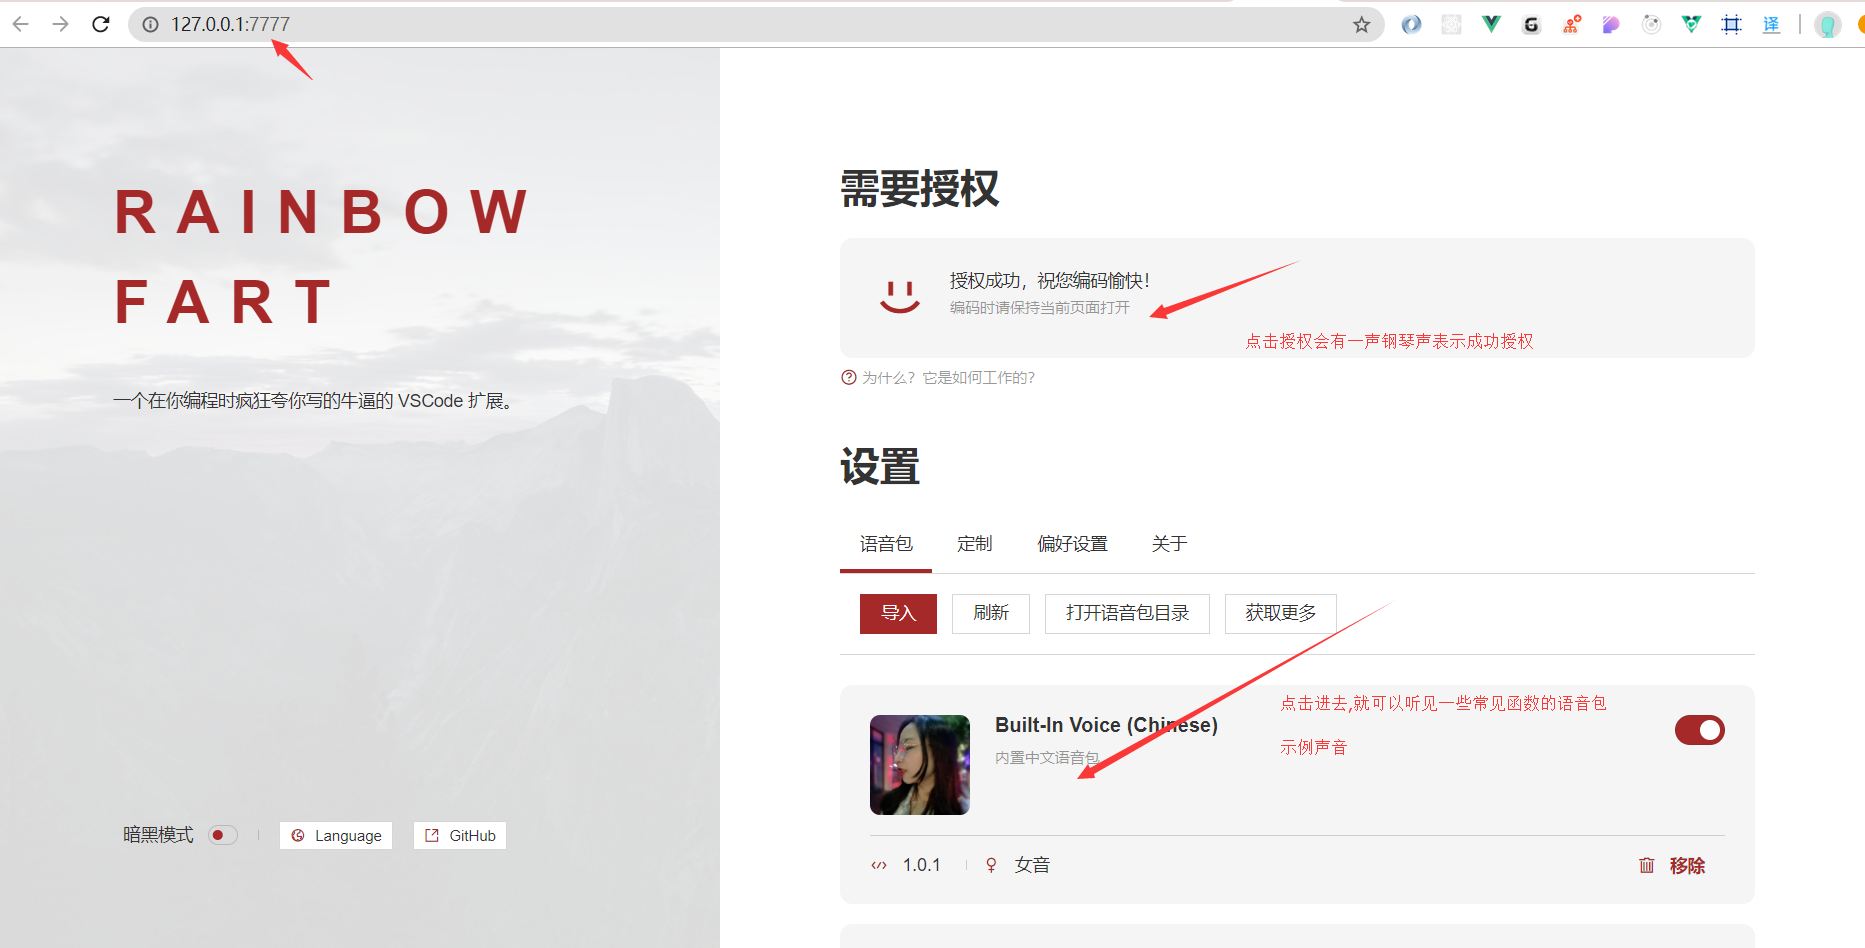 127.0.0.1:7777
RAINBOW
FART
一个在你编程时疯狂夸你写的牛逼的 VSCode 扩展。
暗黑模式
Language
GitHub
需要授权
授权成功，祝您编码愉快！
编码时请保持当前页面打开
点击授权会有一声钢琴声表示成功授权
为什么？它是如何工作的？
设置
语音包 定制 偏好设置 关于
导入 刷新 打开语音包目录 获取更多
点击进去,就可以听见一些常见函数的语音包
Built-In Voice (Chinese)
示例声音
内置中文语音包
1.0.1 女音 移除
译